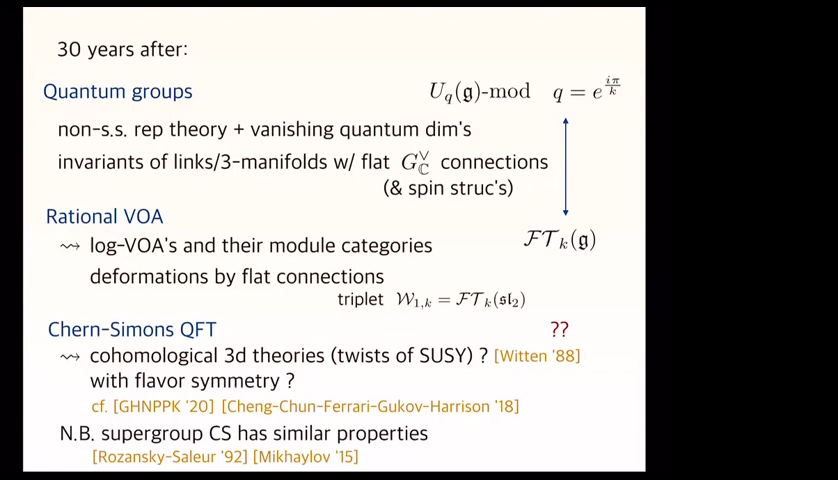 30 years after:
Quantum groups U_q(𝔤)-mod q = e^{iπ/k}
non-s.s. rep theory + vanishing quantum dim's
invariants of links/3-manifolds w/ flat G_ℂ^∨ connections
(& spin struc's)
Rational VOA
⇝ log-VOA's and their module categories ℱ𝒯_k(𝔤)
deformations by flat connections
triplet 𝒲_{1,k} = ℱ𝒯_k(𝔰𝔩_2)
Chern-Simons QFT ??
⇝ cohomological 3d theories (twists of SUSY) ? [Witten '88]
with flavor symmetry ?
cf. [GHNPPK '20] [Cheng-Chun-Ferrari-Gukov-Harrison '18]
N.B. supergroup CS has similar properties
[Rozansky-Saleur '92] [Mikhaylov '15]